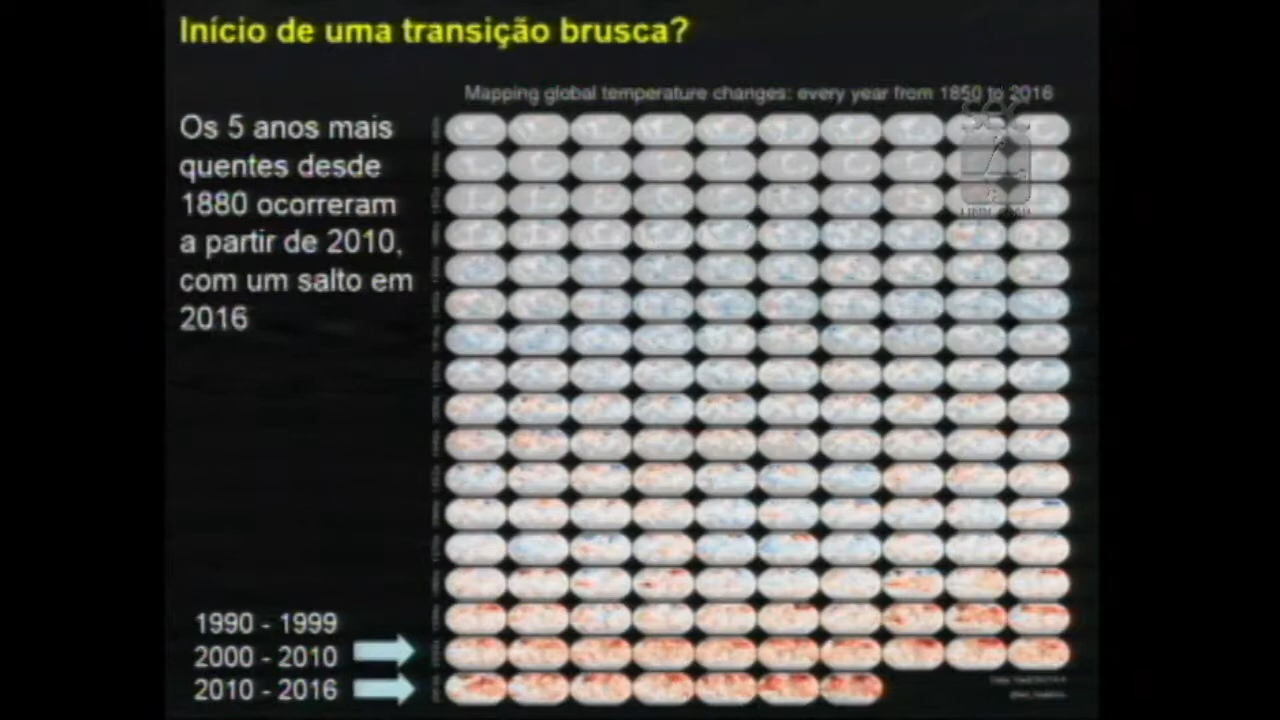 Início de uma transição brusca?
Mapping global temperature changes: every year from 1850 to 2016
Os 5 anos mais
quentes desde
1880 ocorreram
a partir de 2010,
com um salto em
2016
1990 - 1999
2000 - 2010
2010 - 2016